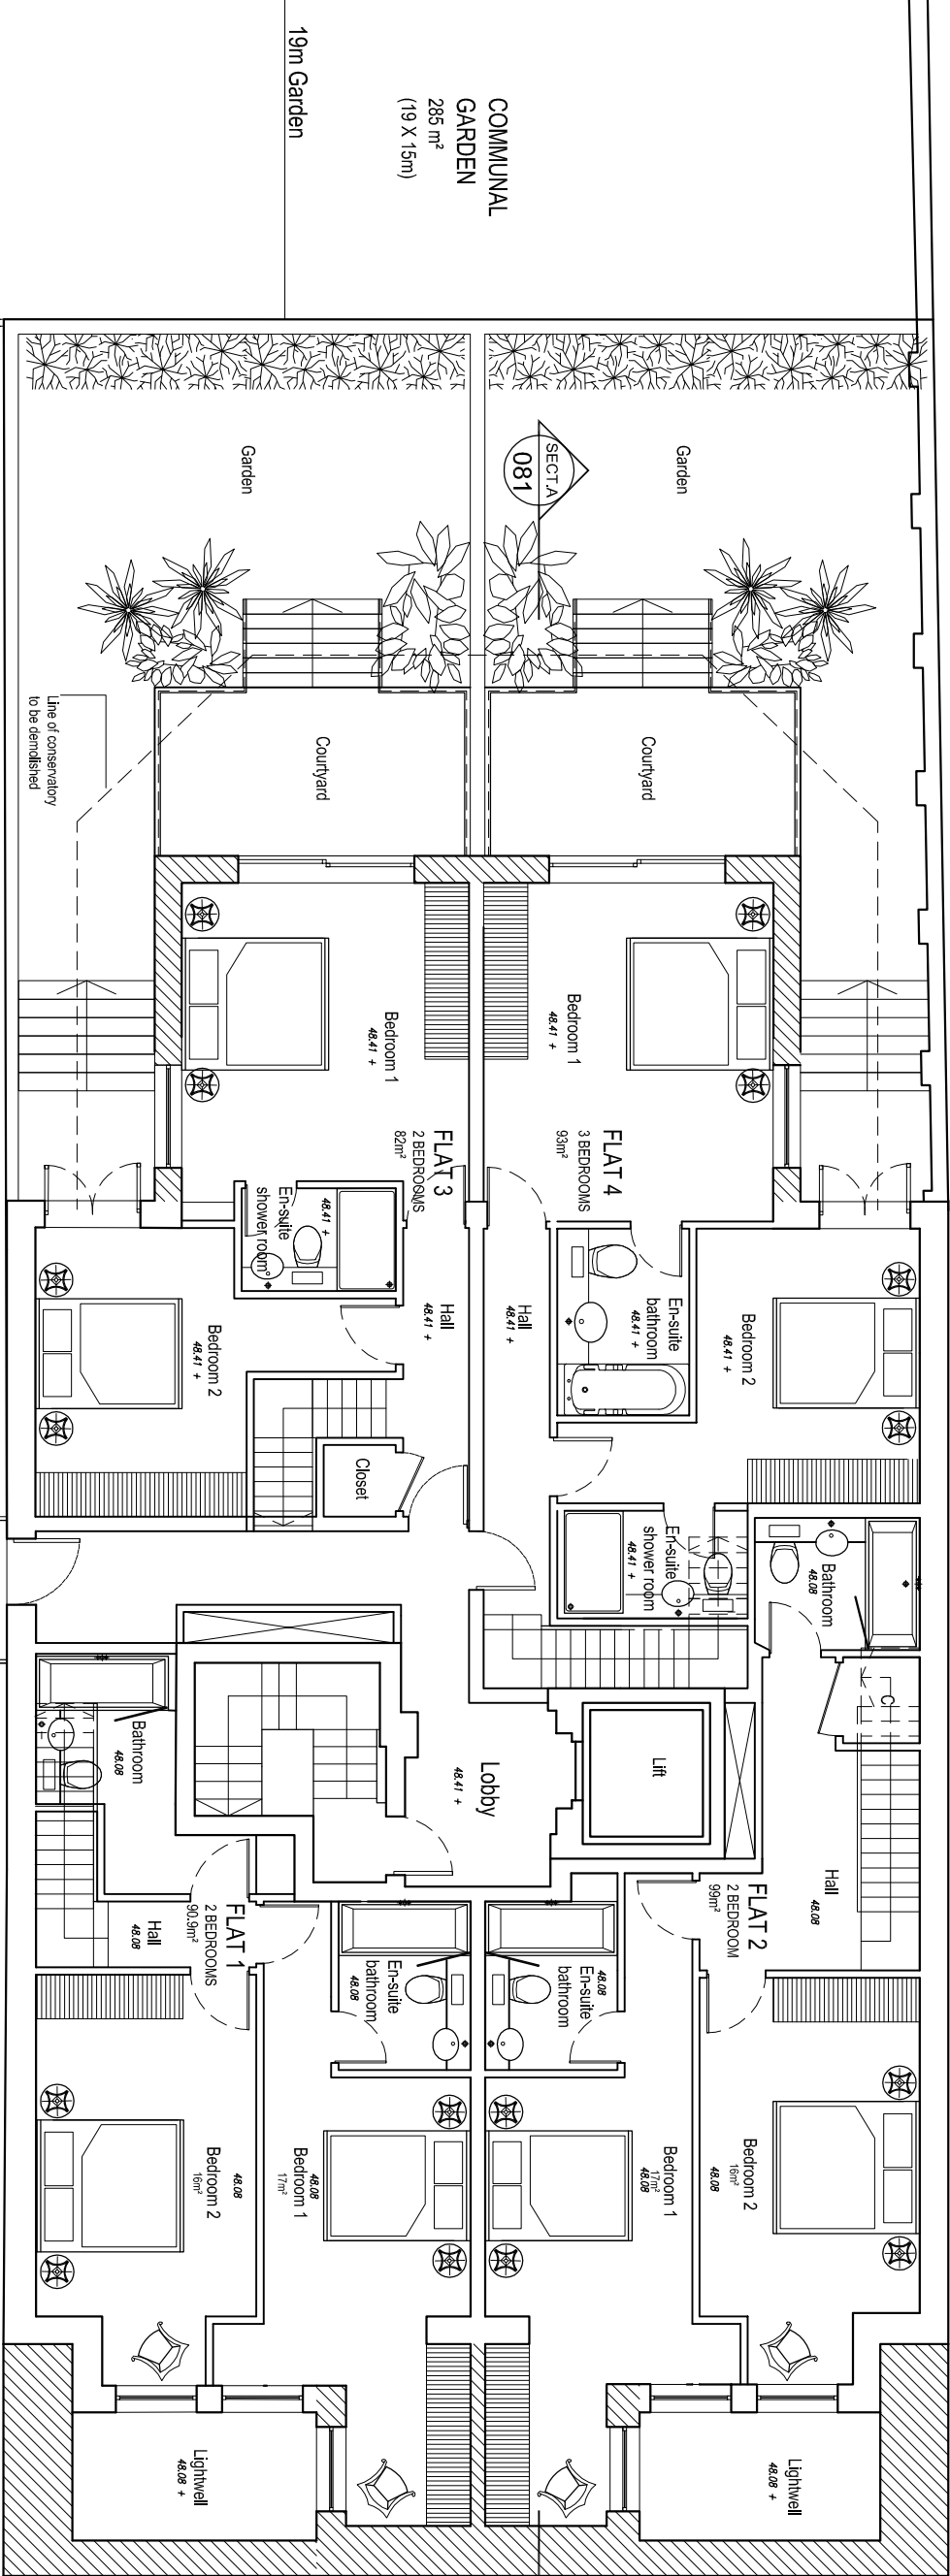 19m Garden
COMMUNAL
GARDEN
285 m²
(19 X 15m)
Garden
SECT.A
081
Garden
Line of conservatory
to be demolished
Courtyard
Courtyard
Bedroom 1
48.41 +
Bedroom 1
48.41 +
FLAT 3
2 BEDROOMS
82m²
FLAT 4
3 BEDROOMS
93m²
48.41 +
En-suite
shower room
Hall
48.41 +
Hall
48.41 +
En-suite
bathroom
48.41 +
Bedroom 2
48.41 +
Bedroom 2
48.41 +
Closet
En-suite
shower room
48.41 +
Bathroom
48.08
C
Bathroom
48.08
Lobby
48.41 +
Lift
Hall
48.08
FLAT 1
2 BEDROOMS
90.9m²
Hall
48.08
FLAT 2
2 BEDROOM
99m²
En-suite
bathroom
48.08
48.08
En-suite
bathroom
48.08
Bedroom 2
16m²
48.08
Bedroom 1
17m²
Bedroom 1
17m²
48.08
Bedroom 2
16m²
48.08
Lightwell
48.08 +
Lightwell
48.08 +